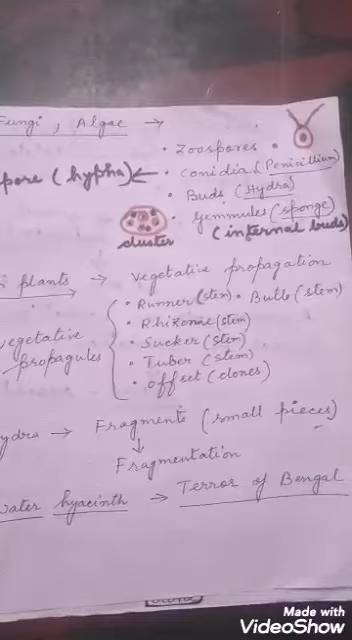 Fungi, Algae →
• Zoospores •
pore (hypha) ←
• Conidia (Penicillium)
• Buds (Hydra)
• Gemmules (sponge)
cluster
(internal buds)
plants → vegetative propagation
• Runner (stem) • Bulb (stem)
• Rhizome (stem)
vegetative
• Sucker (stem)
propagules
• Tuber (stem)
• offset (clones)
ydra → Fragments (small pieces)
↓
Fragmentation
water hyacinth → Terror of Bengal
Made with
VideoShow